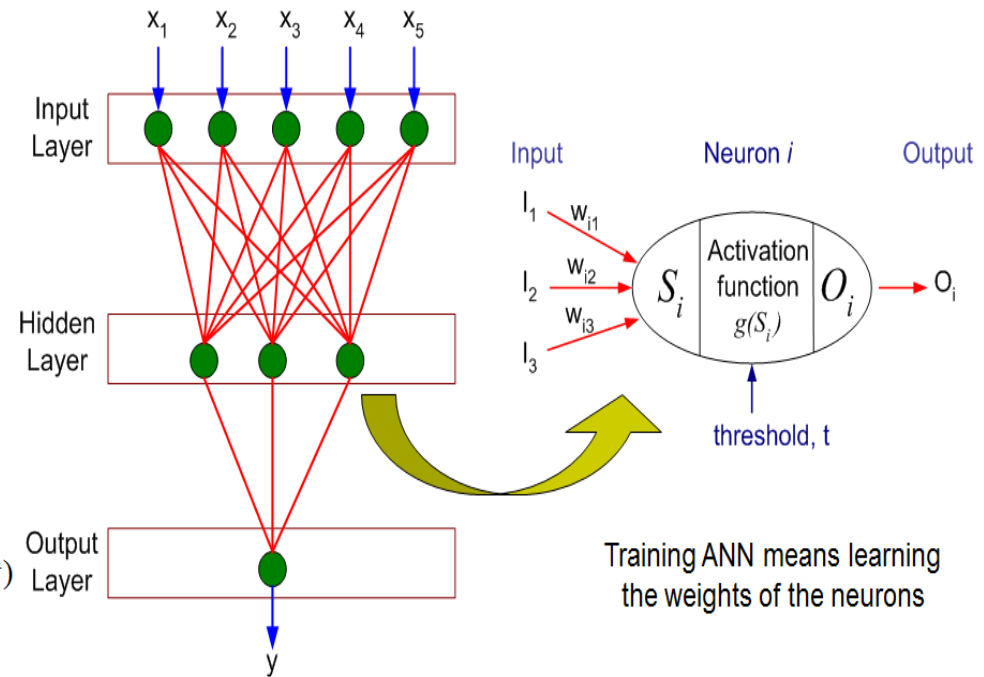 x1 x2 x3 x4 x5
Input
Layer
Hidden
Layer
Output
) Layer
y
Input Neuron i Output
I1 wi1
I2 wi2
I3 wi3
Si
Activation
function
g(Si)
Oi
Oi
threshold, t
Training ANN means learning
the weights of the neurons